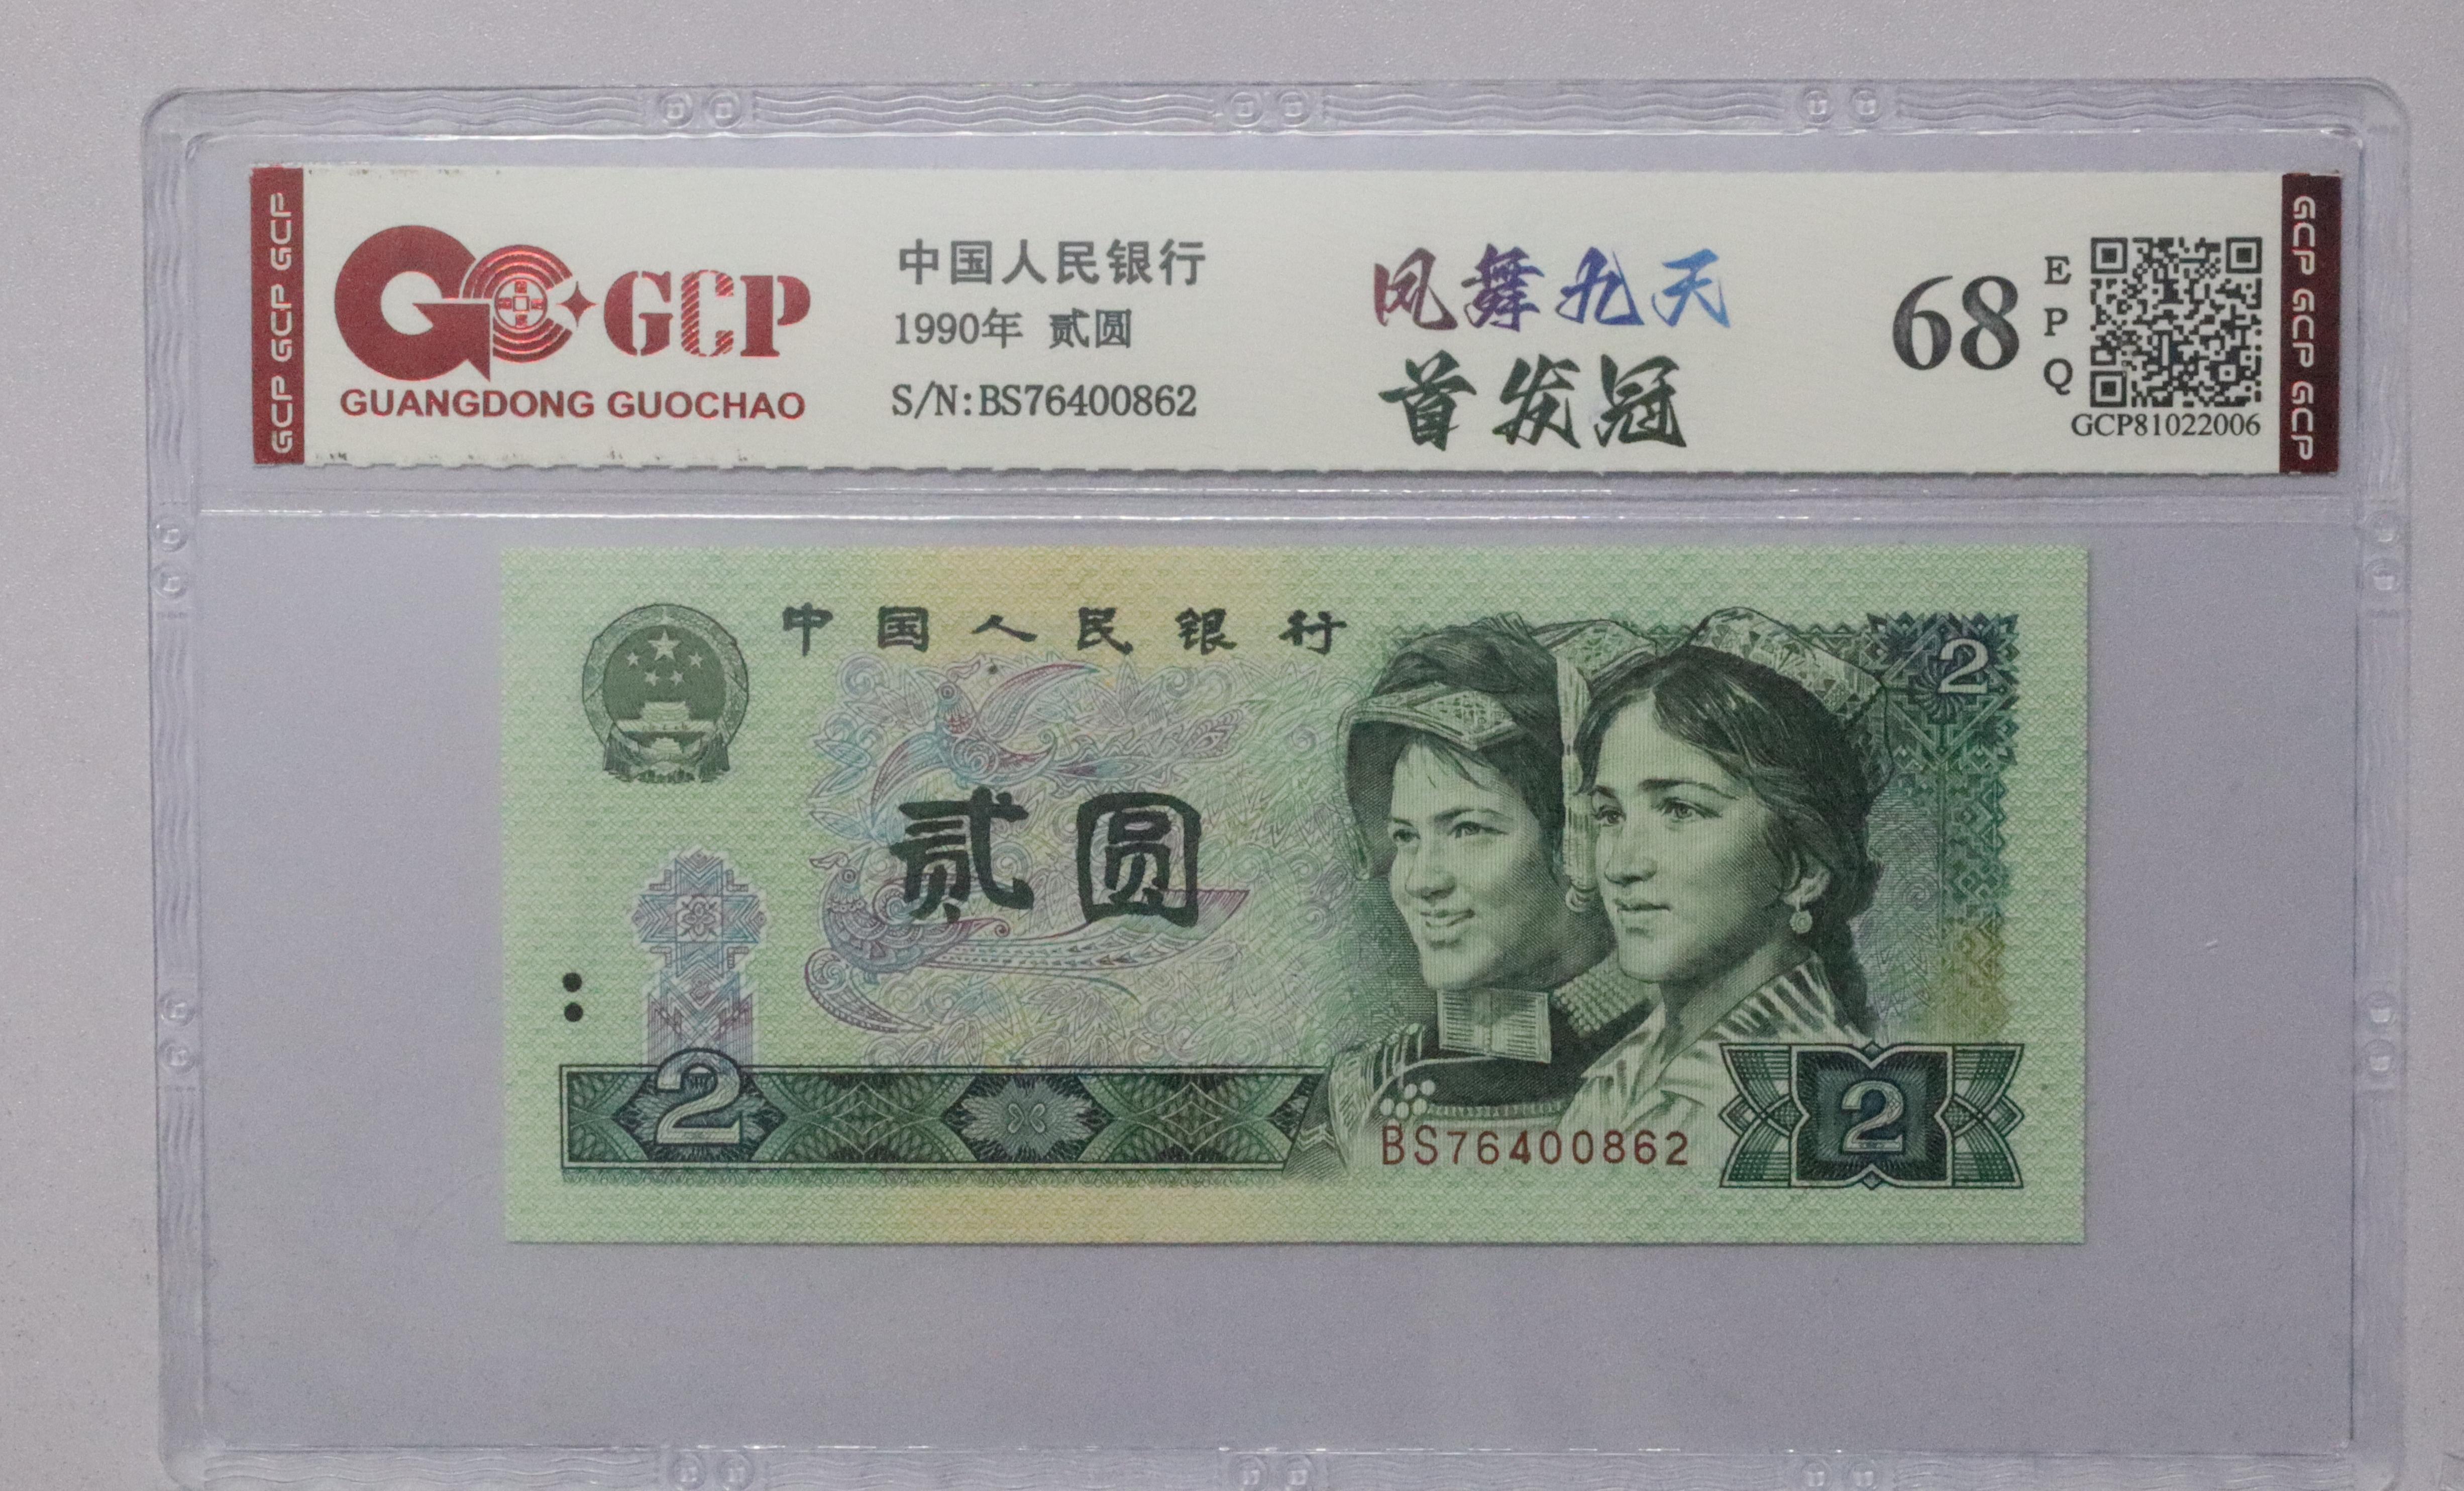 GCP GCP GCP
GCP
GUANGDONG GUOCHAO
中国人民银行
1990年 贰圆
S/N:BS76400862
凤舞九天
首发冠
68
EPQ
GCP81022006
GCP GCP GCP
中国人民银行
2
贰圆
2
BS76400862
2